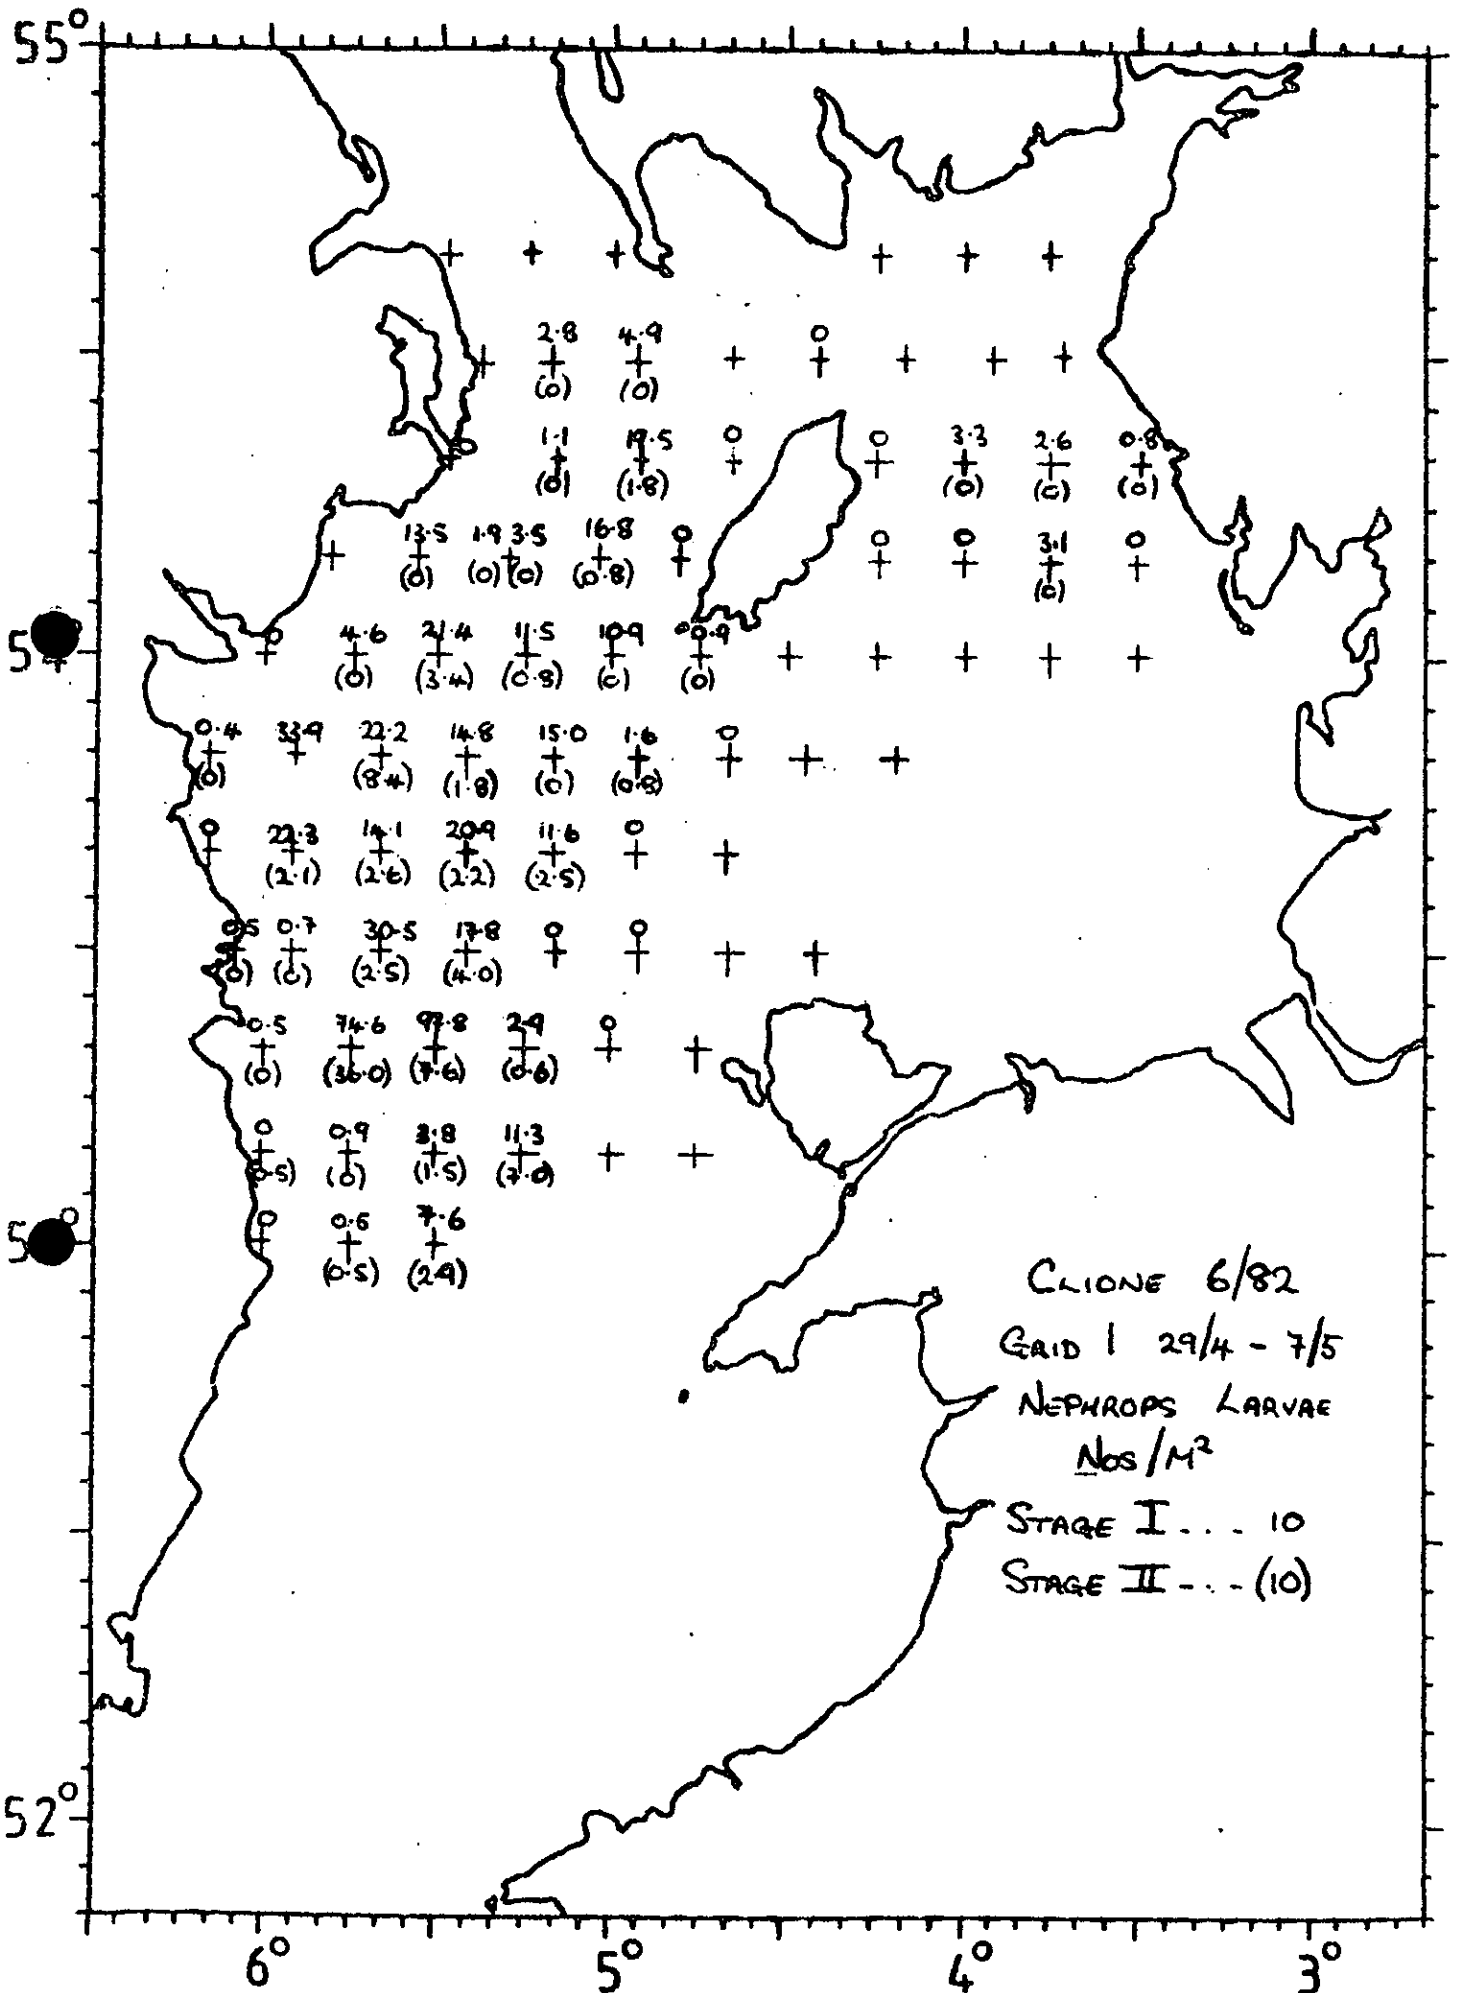 55°
2.8 4.9 0
(0) (0)
1.1 19.5 0 0 3.3 2.6 0.8
(0) (1.8) (0) (0) (0)
13.5 1.9 3.5 16.8 0 0 0 3.1 0
(0) (0) (0) (0.8) (0)
5
0 4.6 21.4 11.5 10.9 0.9
(0) (3.4) (0.8) (0) (0)
0.4 33.9 22.2 14.8 15.0 1.6 0
(0) (8.4) (1.8) (0) (0.8)
0 22.3 14.1 20.9 11.6 0
(2.1) (2.6) (2.2) (2.5)
0.5 0.7 30.5 17.8 0 0
(0) (0) (2.5) (4.0)
0.5 74.6 97.8 2.9 0
(0) (36.0) (7.6) (0.6)
0 0.9 3.8 11.3
0.5) (0) (1.5) (7.0)
5 °
0 0.6 7.6
(0.5) (2.9)
CLIONE 6/82
GRID 1 29/4 - 7/5
NEPHROPS LARVAE
NOS/M²
STAGE I ... 10
STAGE II --- (10)
52°
6° 5° 4° 3°